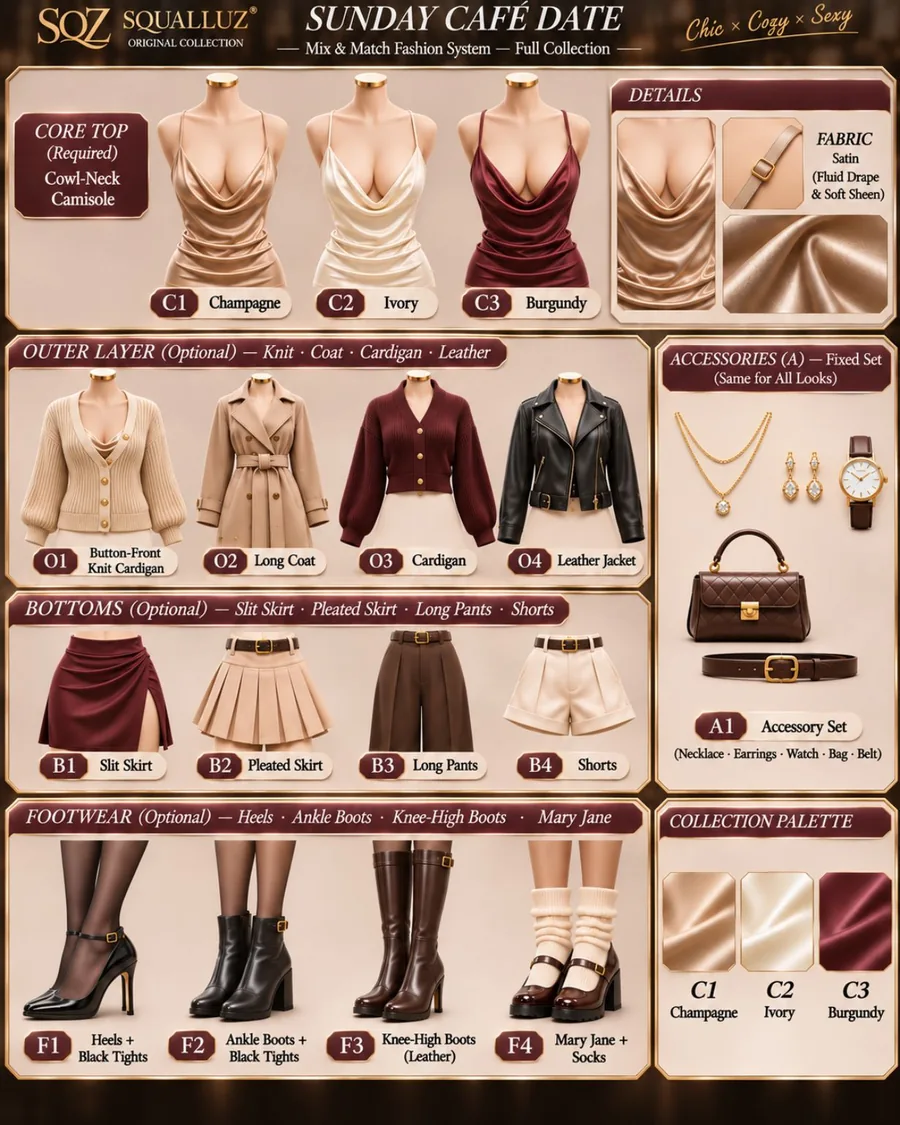 SQZ SQUALLUZ®
ORIGINAL COLLECTION
SUNDAY CAFÉ DATE
— Mix & Match Fashion System — Full Collection —
Chic × Cozy × Sexy
CORE TOP
(Required)
Cowl-Neck
Camisole
C1 Champagne
C2 Ivory
C3 Burgundy
DETAILS
FABRIC
Satin
(Fluid Drape
& Soft Sheen)
OUTER LAYER (Optional) — Knit · Coat · Cardigan · Leather
O1 Button-Front
Knit Cardigan
O2 Long Coat
O3 Cardigan
O4 Leather Jacket
ACCESSORIES (A) — Fixed Set
(Same for All Looks)
A1 Accessory Set
(Necklace · Earrings · Watch · Bag · Belt)
BOTTOMS (Optional) — Slit Skirt · Pleated Skirt · Long Pants · Shorts
B1 Slit Skirt
B2 Pleated Skirt
B3 Long Pants
B4 Shorts
FOOTWEAR (Optional) — Heels · Ankle Boots · Knee-High Boots · Mary Jane
F1 Heels +
Black Tights
F2 Ankle Boots +
Black Tights
F3 Knee-High Boots
(Leather)
F4 Mary Jane +
Socks
COLLECTION PALETTE
C1
Champagne
C2
Ivory
C3
Burgundy